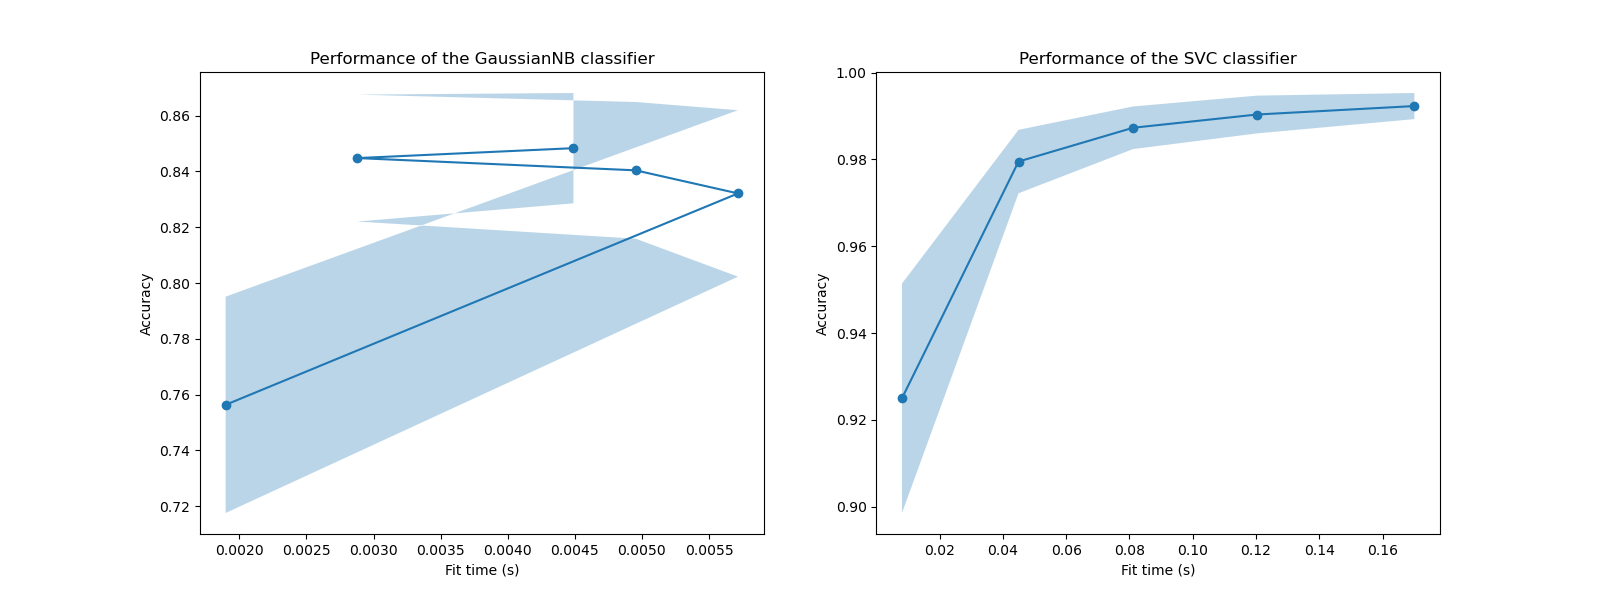 Performance of the GaussianNB classifier
0.86
0.84
0.82
0.80
0.78
0.76
0.74
0.72
Accuracy
0.0020 0.0025 0.0030 0.0035 0.0040 0.0045 0.0050 0.0055
Fit time (s)
Performance of the SVC classifier
1.00
0.98
0.96
0.94
0.92
0.90
Accuracy
0.02 0.04 0.06 0.08 0.10 0.12 0.14 0.16
Fit time (s)